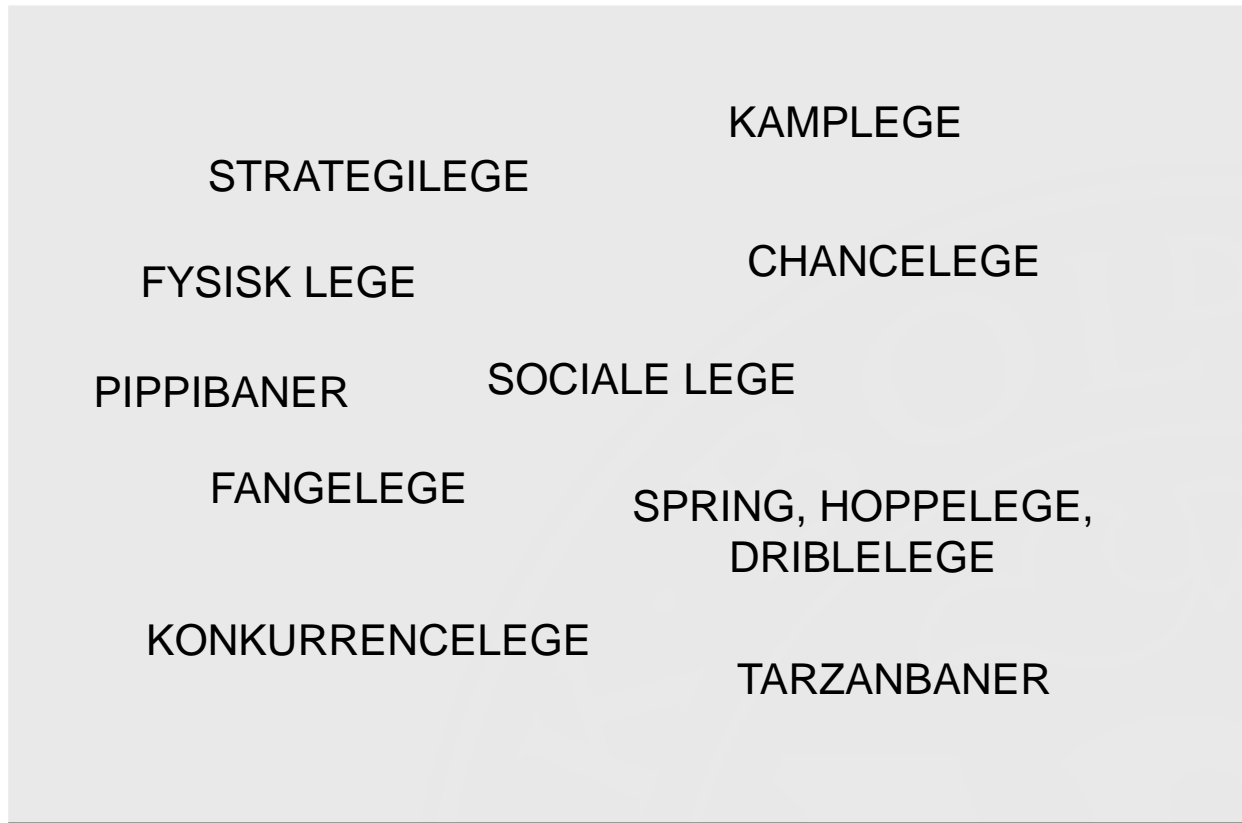 KAMPLEGE
STRATEGILEGE
CHANCELEGE
FYSISK LEGE
SOCIALE LEGE
PIPPIBANER
FANGELEGE
SPRING, HOPPELEGE,
DRIBLELEGE
KONKURRENCELEGE
TARZANBANER